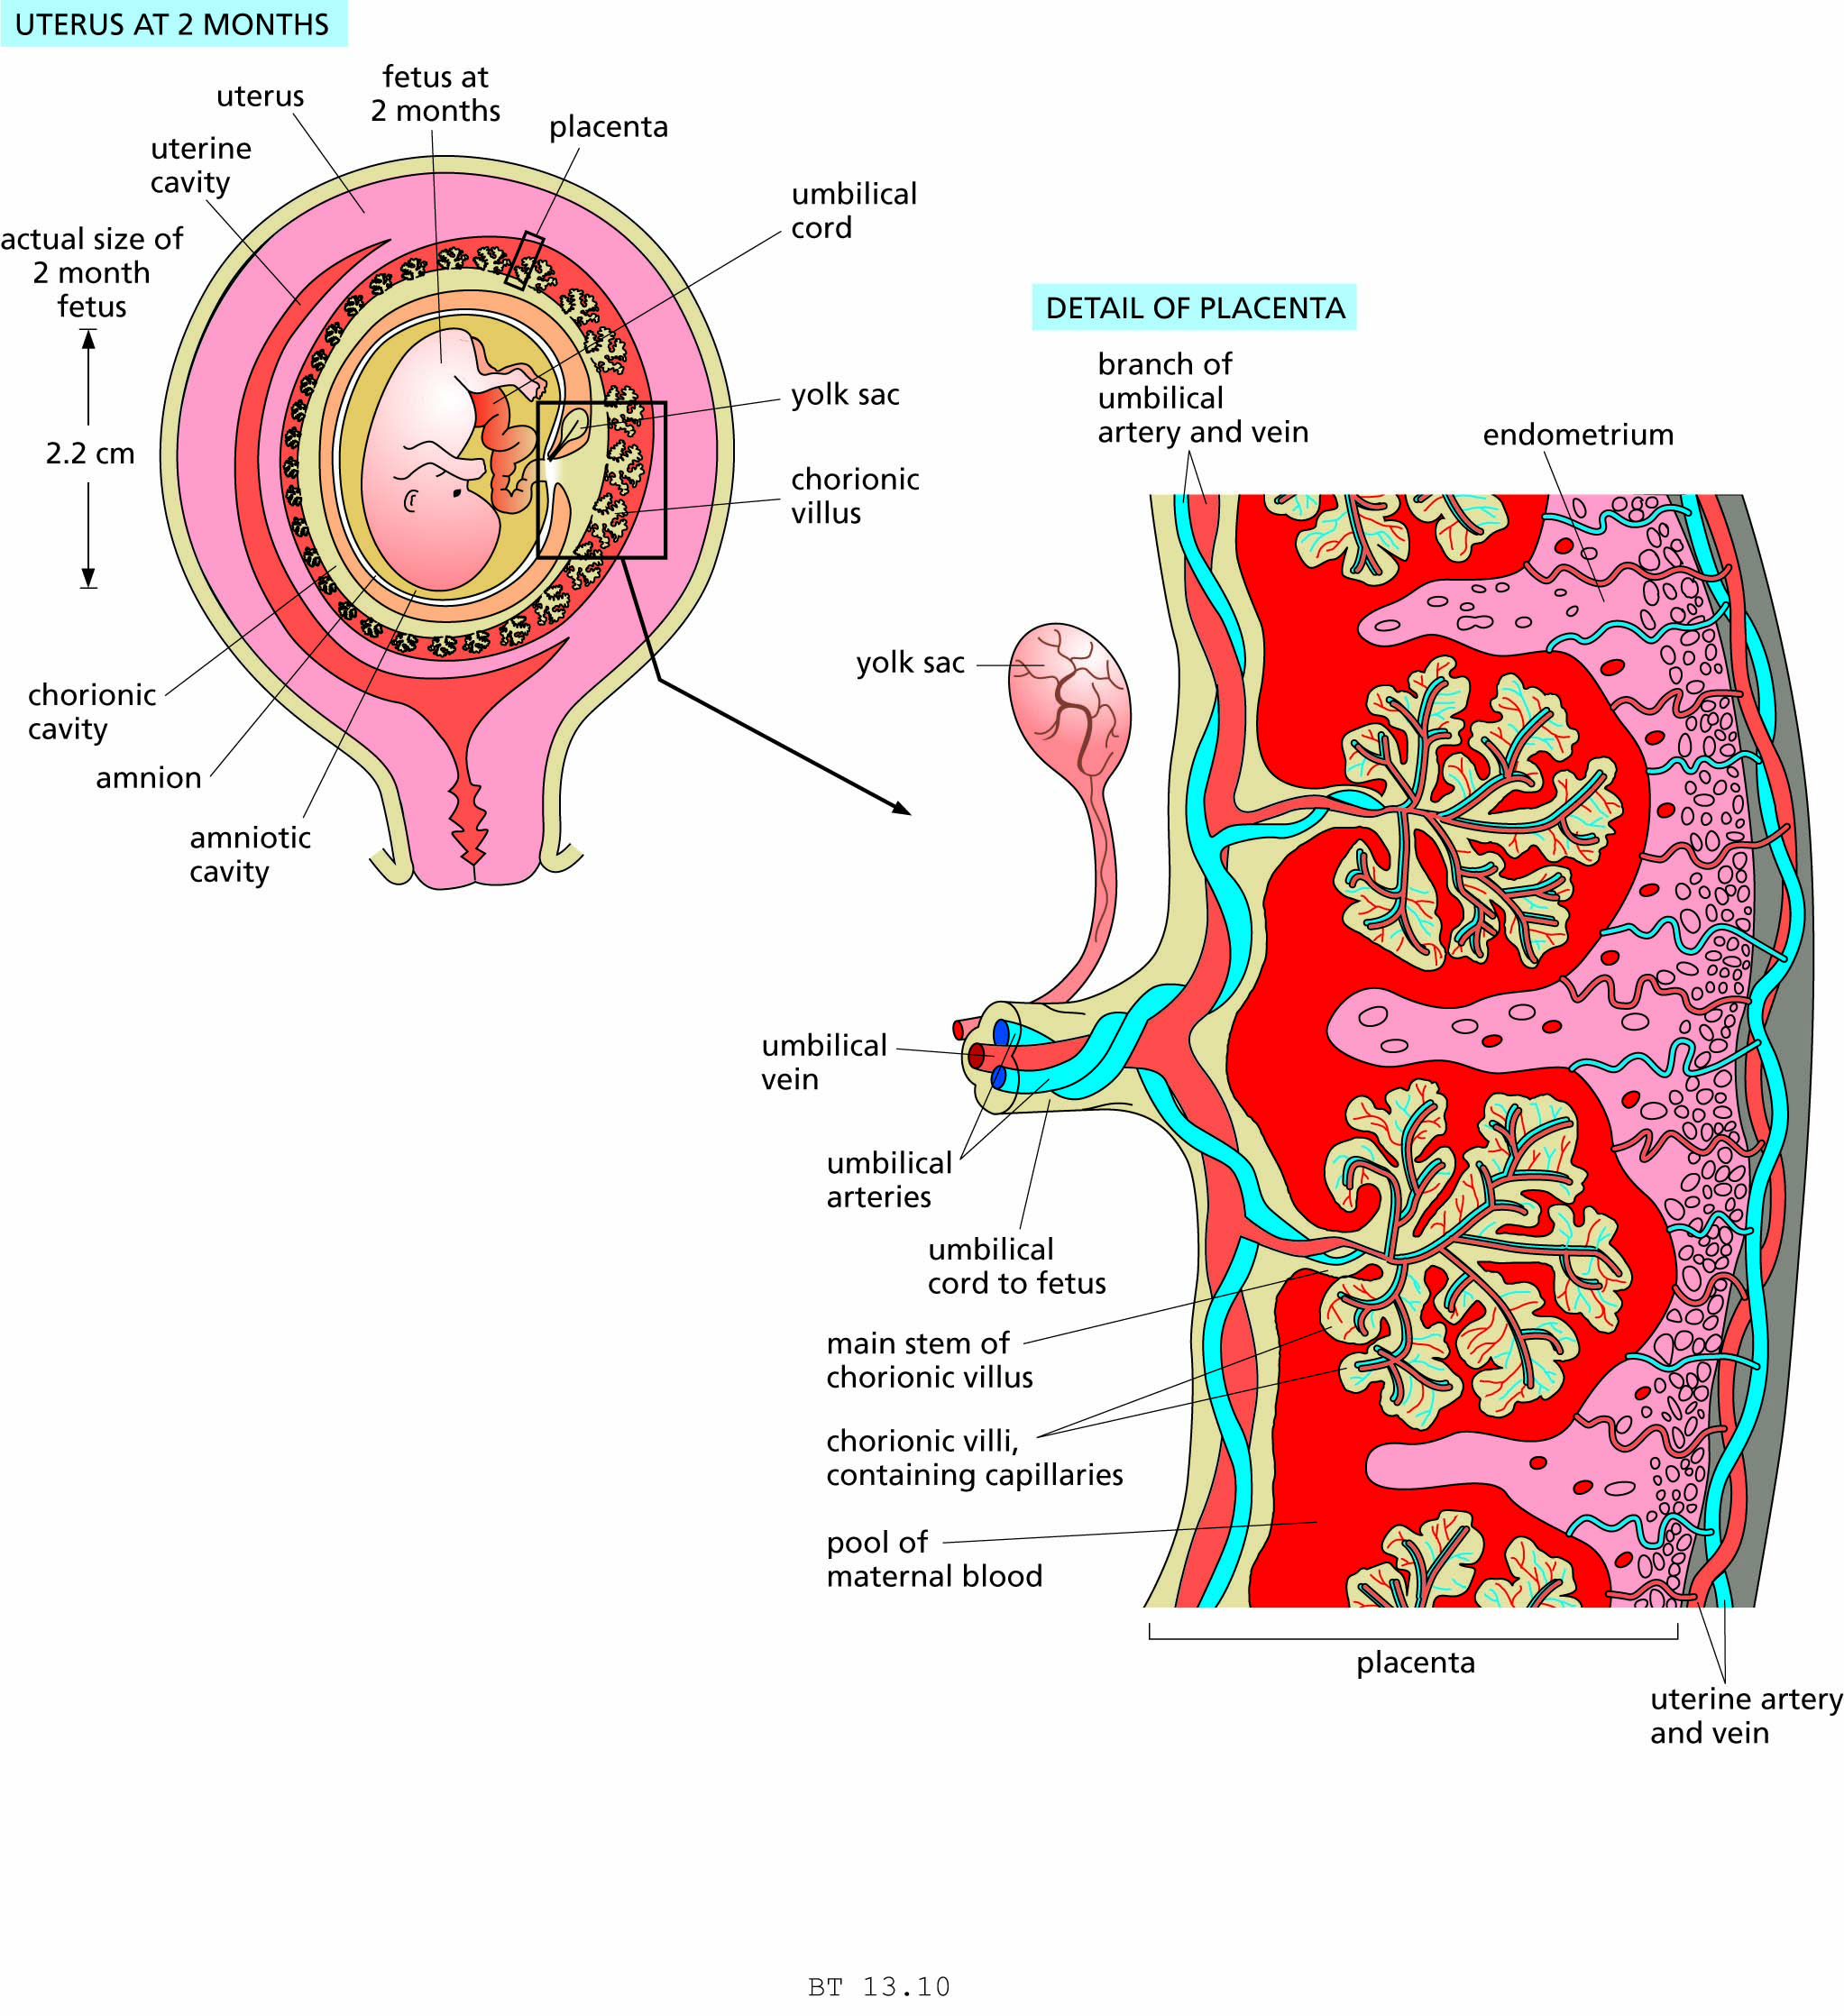 UTERUS AT 2 MONTHS
fetus at
2 months
uterus
placenta
uterine
cavity
umbilical
cord
actual size of
2 month
fetus
2.2 cm
yolk sac
chorionic
villus
chorionic
cavity
amnion
amniotic
cavity
DETAIL OF PLACENTA
branch of
umbilical
artery and vein
endometrium
yolk sac
umbilical
vein
umbilical
arteries
umbilical
cord to fetus
main stem of
chorionic villus
chorionic villi,
containing capillaries
pool of
maternal blood
placenta
uterine artery
and vein
BT 13.10